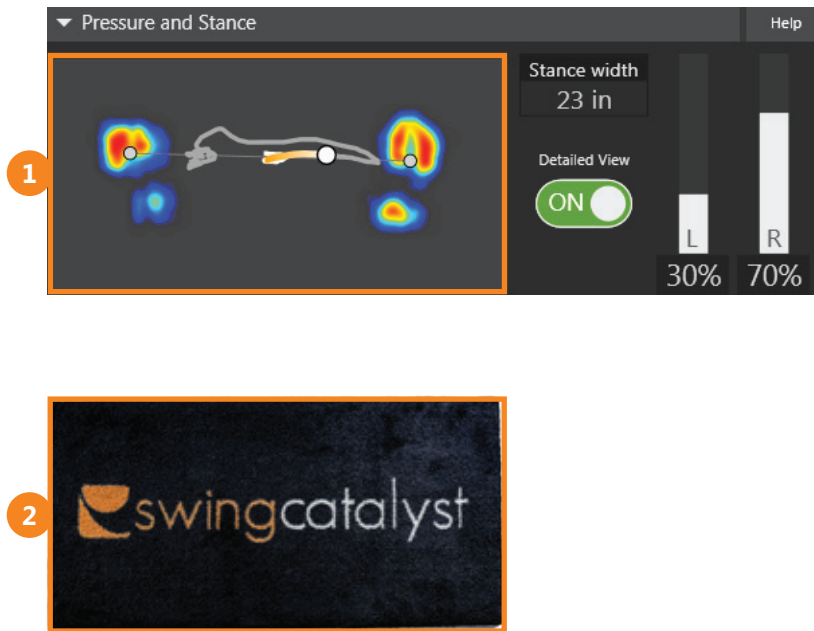 Pressure and Stance
Help
Stance width
23 in
Detailed View
ON
L
R
30%
70%
1
2
swingcatalyst